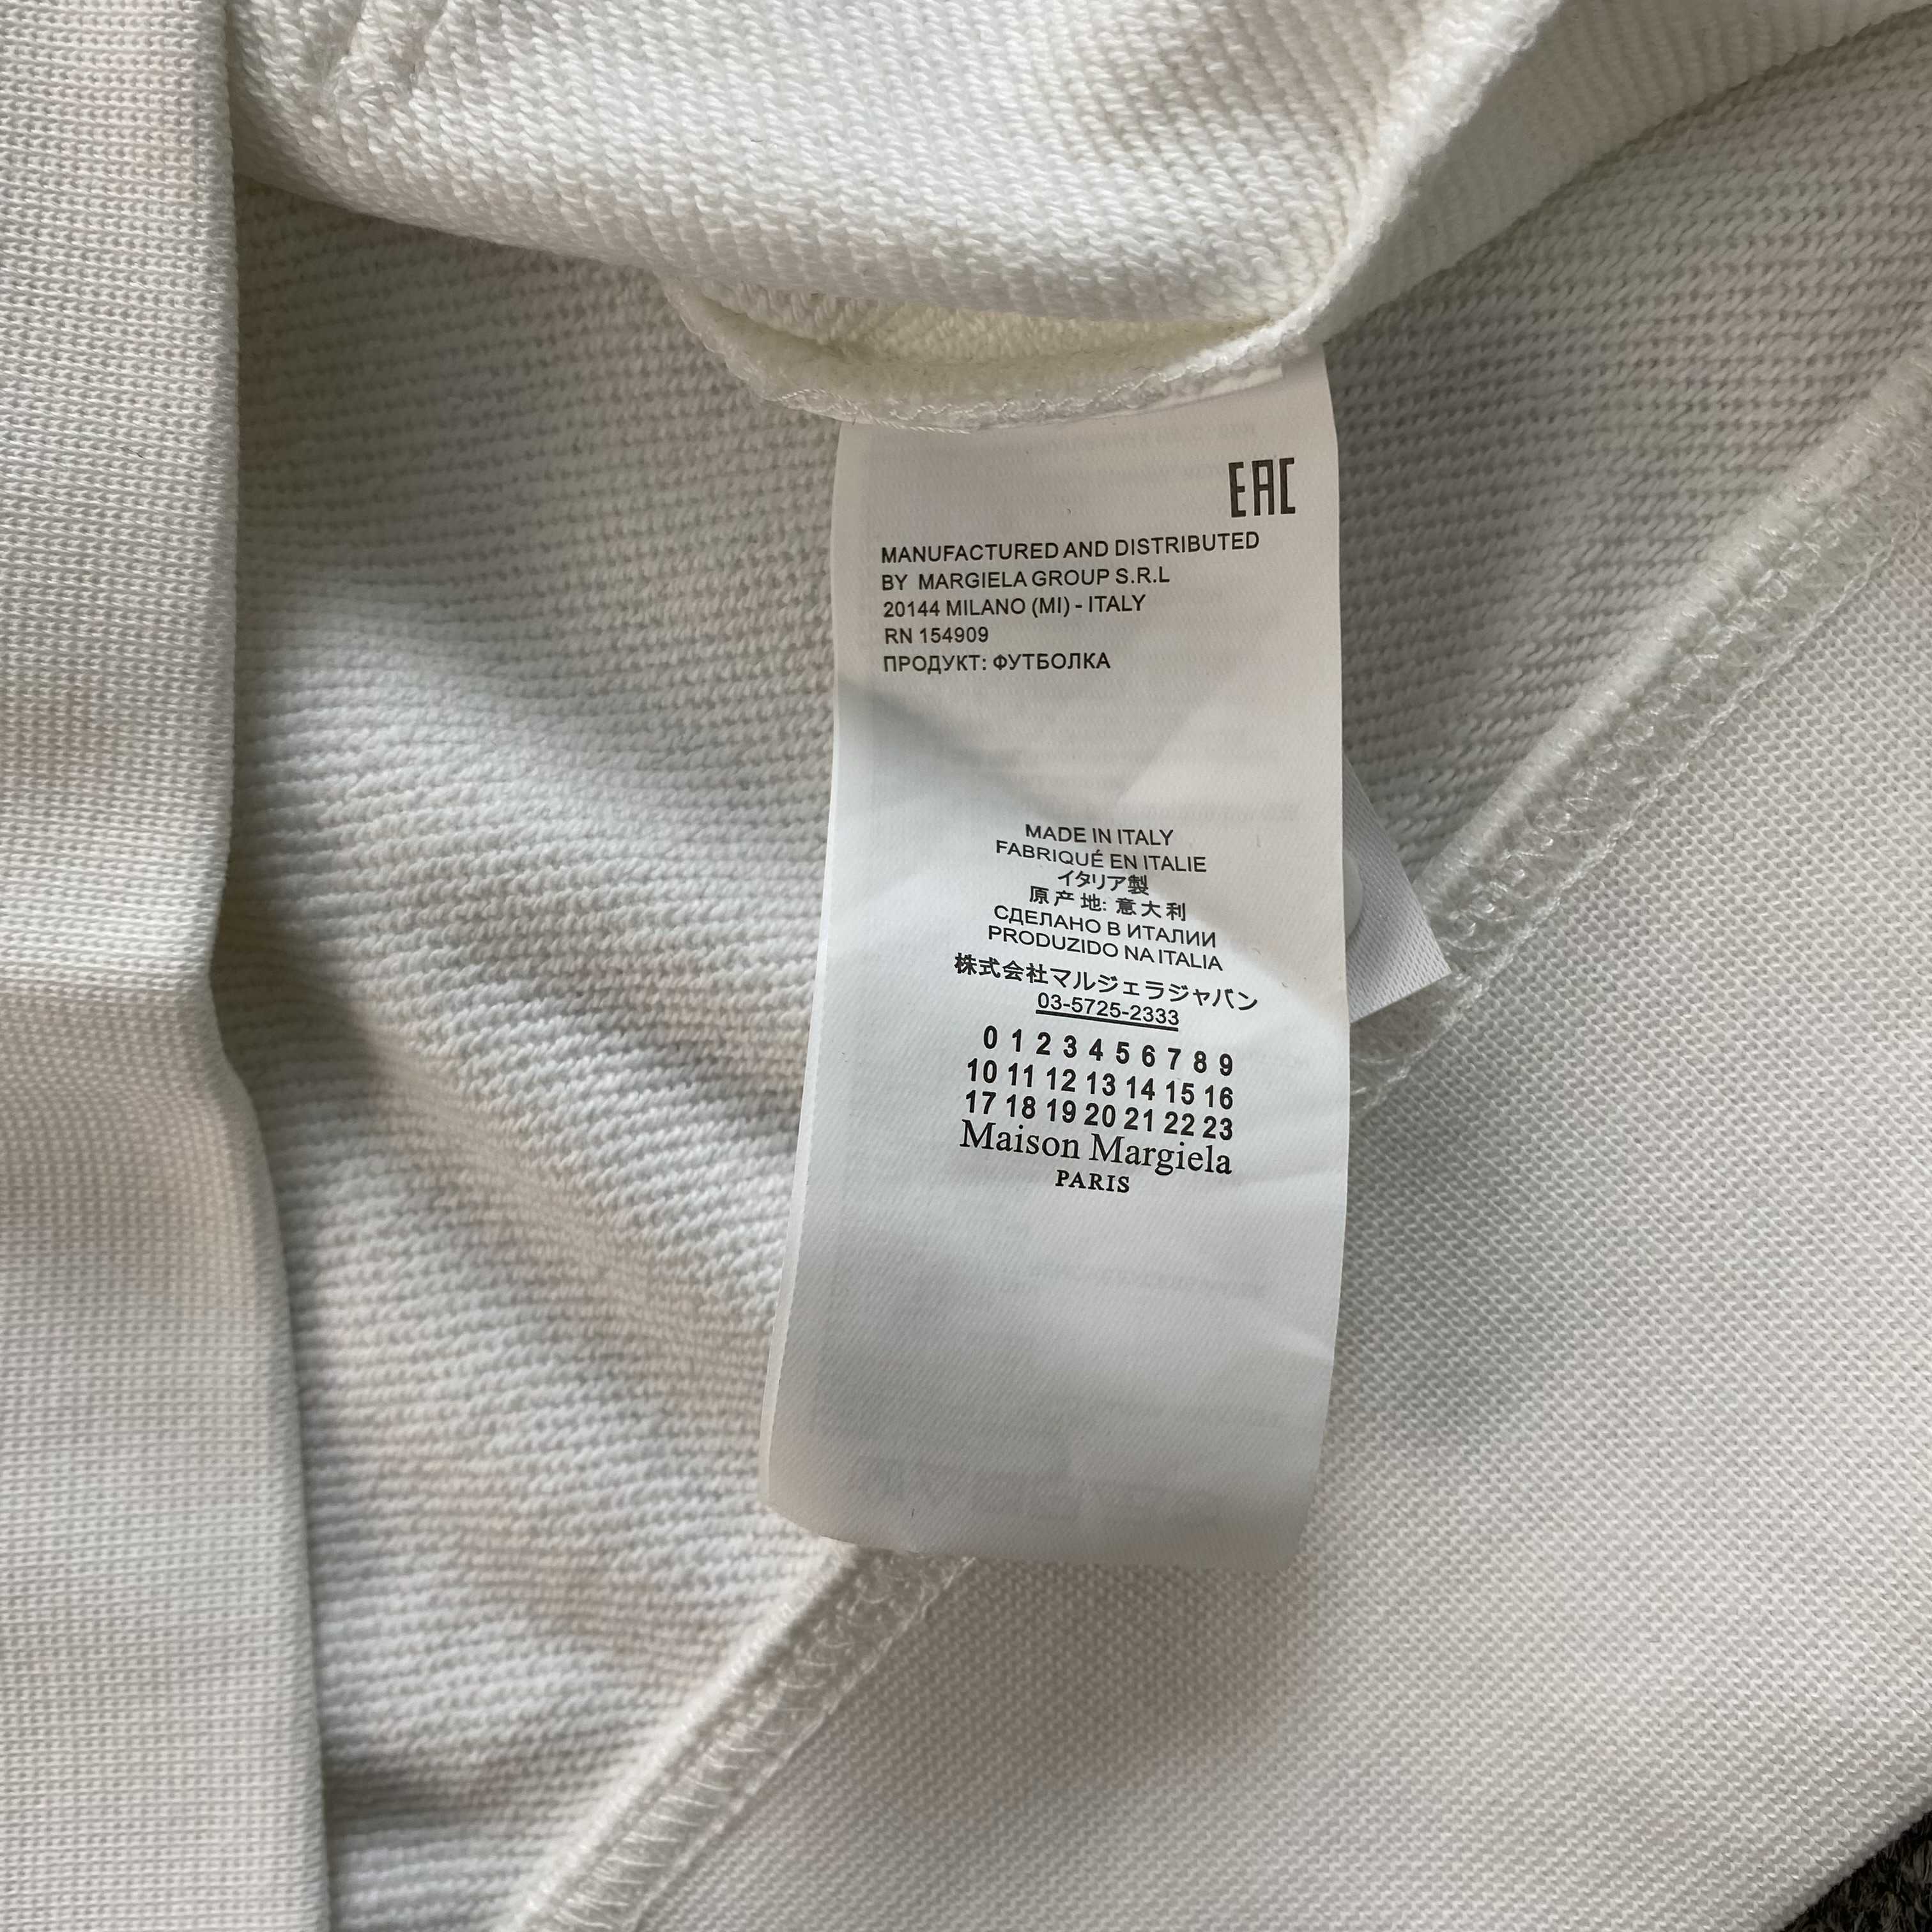 EAC
MANUFACTURED AND DISTRIBUTED
BY MARGIELA GROUP S.R.L
20144 MILANO (MI) - ITALY
RN 154909
ПРОДУКТ: ФУТБОЛКА
MADE IN ITALY
FABRIQUÉ EN ITALIE
イタリア製
原产地: 意大利
СДЕЛАНО В ИТАЛИИ
PRODUZIDO NA ITALIA
株式会社マルジェラジャパン
03-5725-2333
0 1 2 3 4 5 6 7 8 9
10 11 12 13 14 15 16
17 18 19 20 21 22 23
Maison Margiela
PARIS